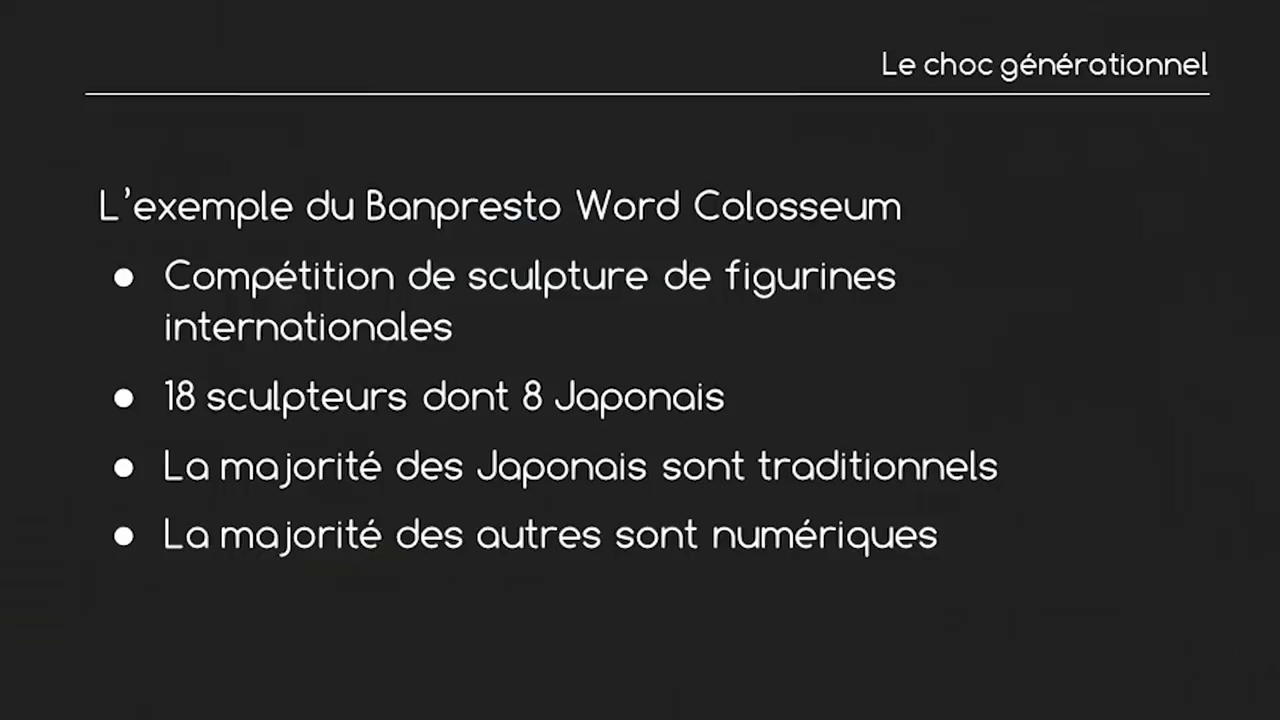 Le choc générationnel
L’exemple du Banpresto Word Colosseum
● Compétition de sculpture de figurines
internationales
● 18 sculpteurs dont 8 Japonais
● La majorité des Japonais sont traditionnels
● La majorité des autres sont numériques